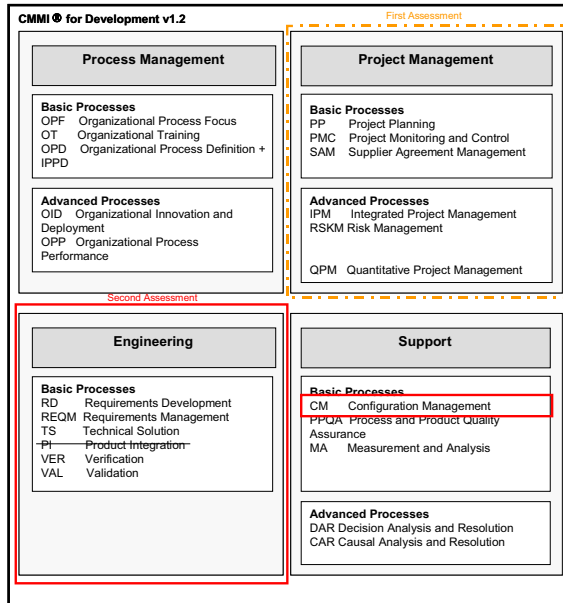 CMMI ® for Development v1.2
First Assessment
Process Management
Basic Processes
OPF Organizational Process Focus
OT Organizational Training
OPD Organizational Process Definition +
IPPD
Advanced Processes
OID Organizational Innovation and
Deployment
OPP Organizational Process
Performance
Project Management
Basic Processes
PP Project Planning
PMC Project Monitoring and Control
SAM Supplier Agreement Management
Advanced Processes
IPM Integrated Project Management
RSKM Risk Management
QPM Quantitative Project Management
Second Assessment
Engineering
Basic Processes
RD Requirements Development
REQM Requirements Management
TS Technical Solution
PI Product Integration
VER Verification
VAL Validation
Support
Basic Processes
CM Configuration Management
PPQA Process and Product Quality
Assurance
MA Measurement and Analysis
Advanced Processes
DAR Decision Analysis and Resolution
CAR Causal Analysis and Resolution